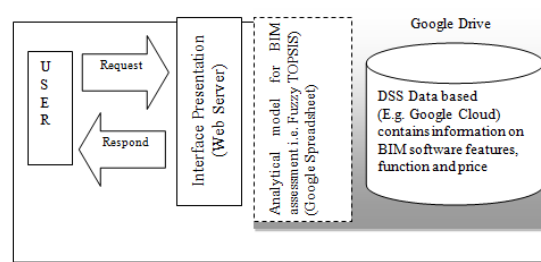 USER
Request
Respond
Interface Presentation
(Web Server)
Analytical model for BIM
assessment i.e. Fuzzy TOPSIS)
(Google Spreadsheet)
Google Drive
DSS Data based
(E.g. Google Cloud)
contains information on
BIM software features,
function and price